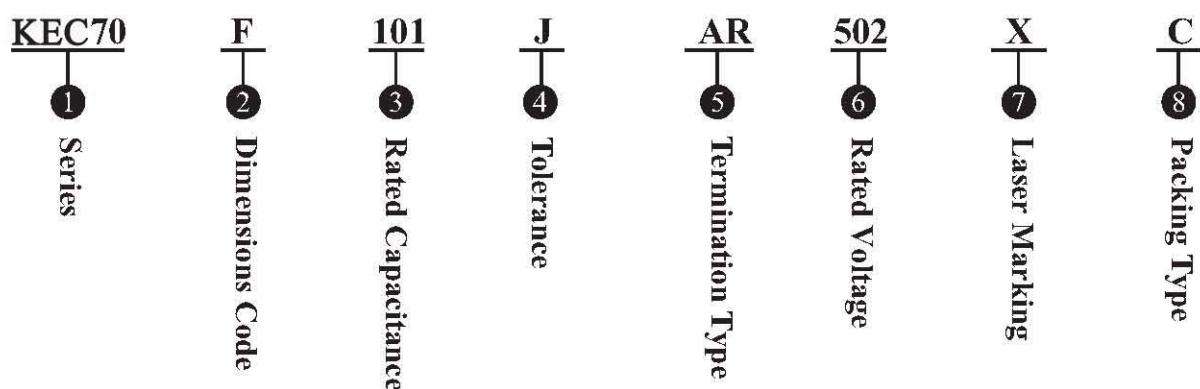 KEC70 F 101 J AR 502 X C
1 2 3 4 5 6 7 8
Series
Dimensions Code
Rated Capacitance
Tolerance
Termination Type
Rated Voltage
Laser Marking
Packing Type